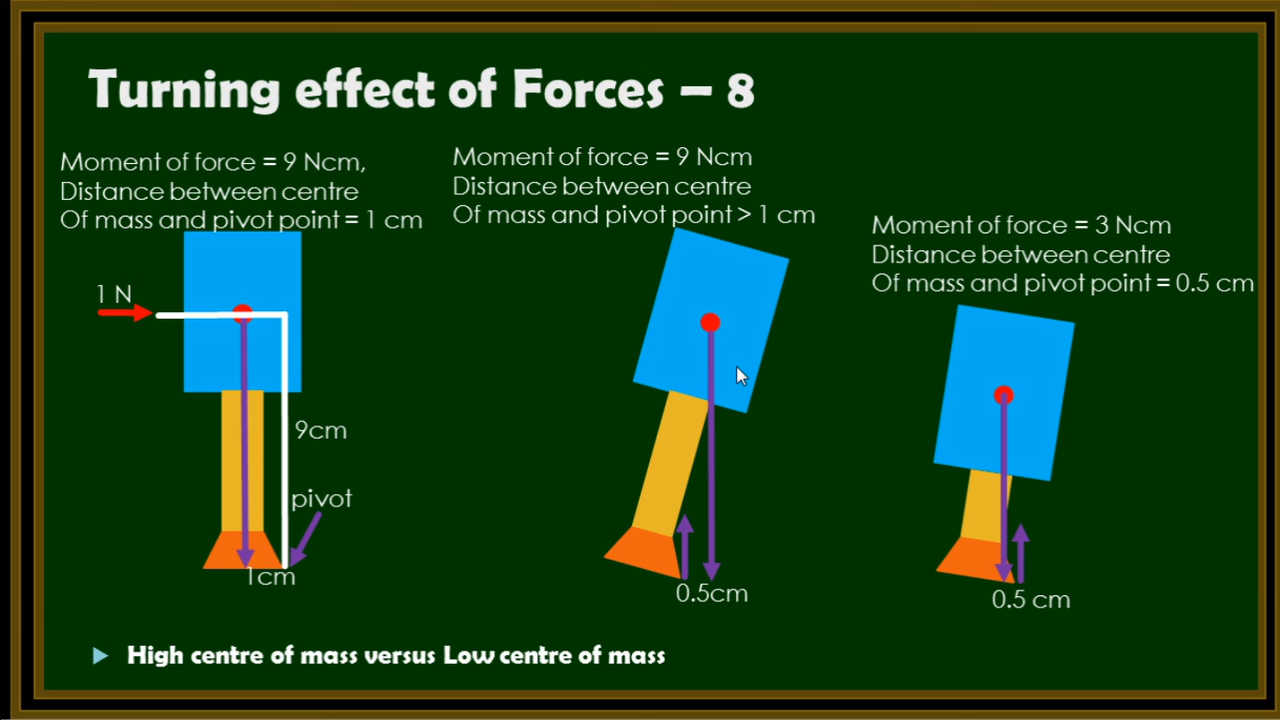 Turning effect of Forces – 8
Moment of force = 9 Ncm,
Distance between centre
Of mass and pivot point = 1 cm
Moment of force = 9 Ncm
Distance between centre
Of mass and pivot point > 1 cm
Moment of force = 3 Ncm
Distance between centre
Of mass and pivot point = 0.5 cm
1 N
9cm
pivot
1cm
0.5cm
0.5 cm
High centre of mass versus Low centre of mass